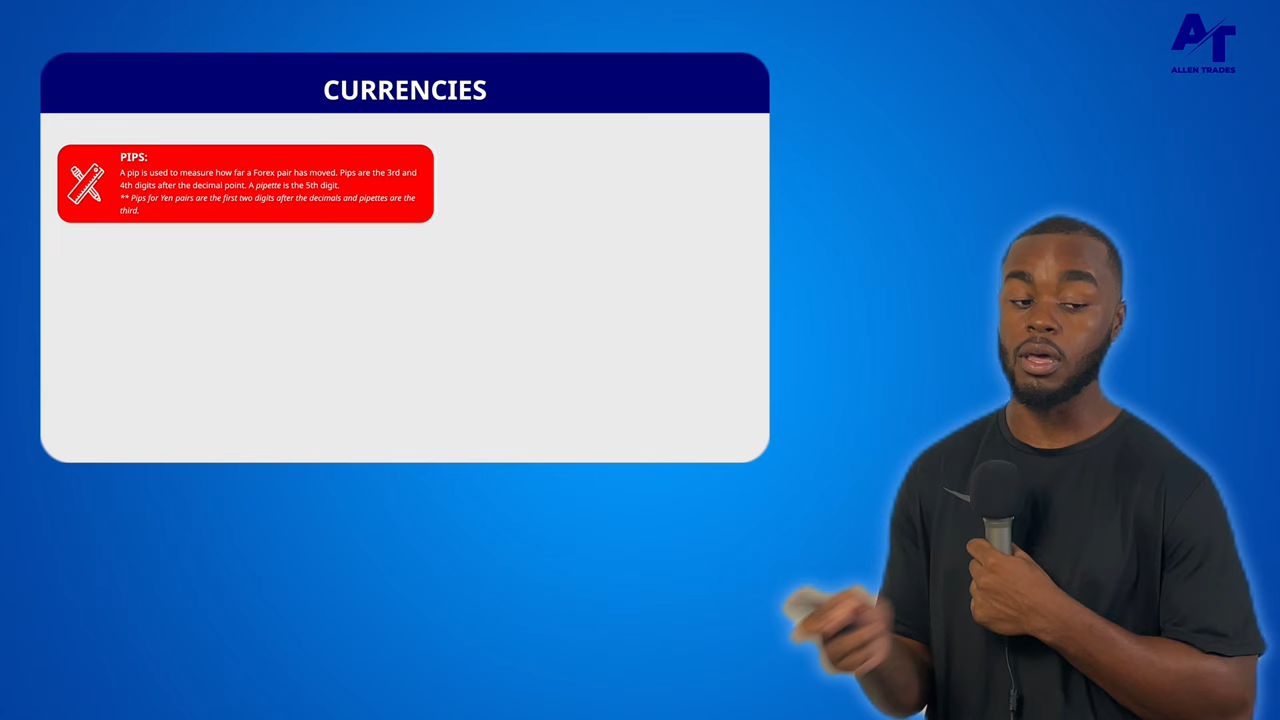 AT
ALLEN TRADES
CURRENCIES
PIPS:
A pip is used to measure how far a Forex pair has moved. Pips are the 3rd and
4th digits after the decimal point. A pipette is the 5th digit.
** Pips for Yen pairs are the first two digits after the decimals and pipettes are the
third.